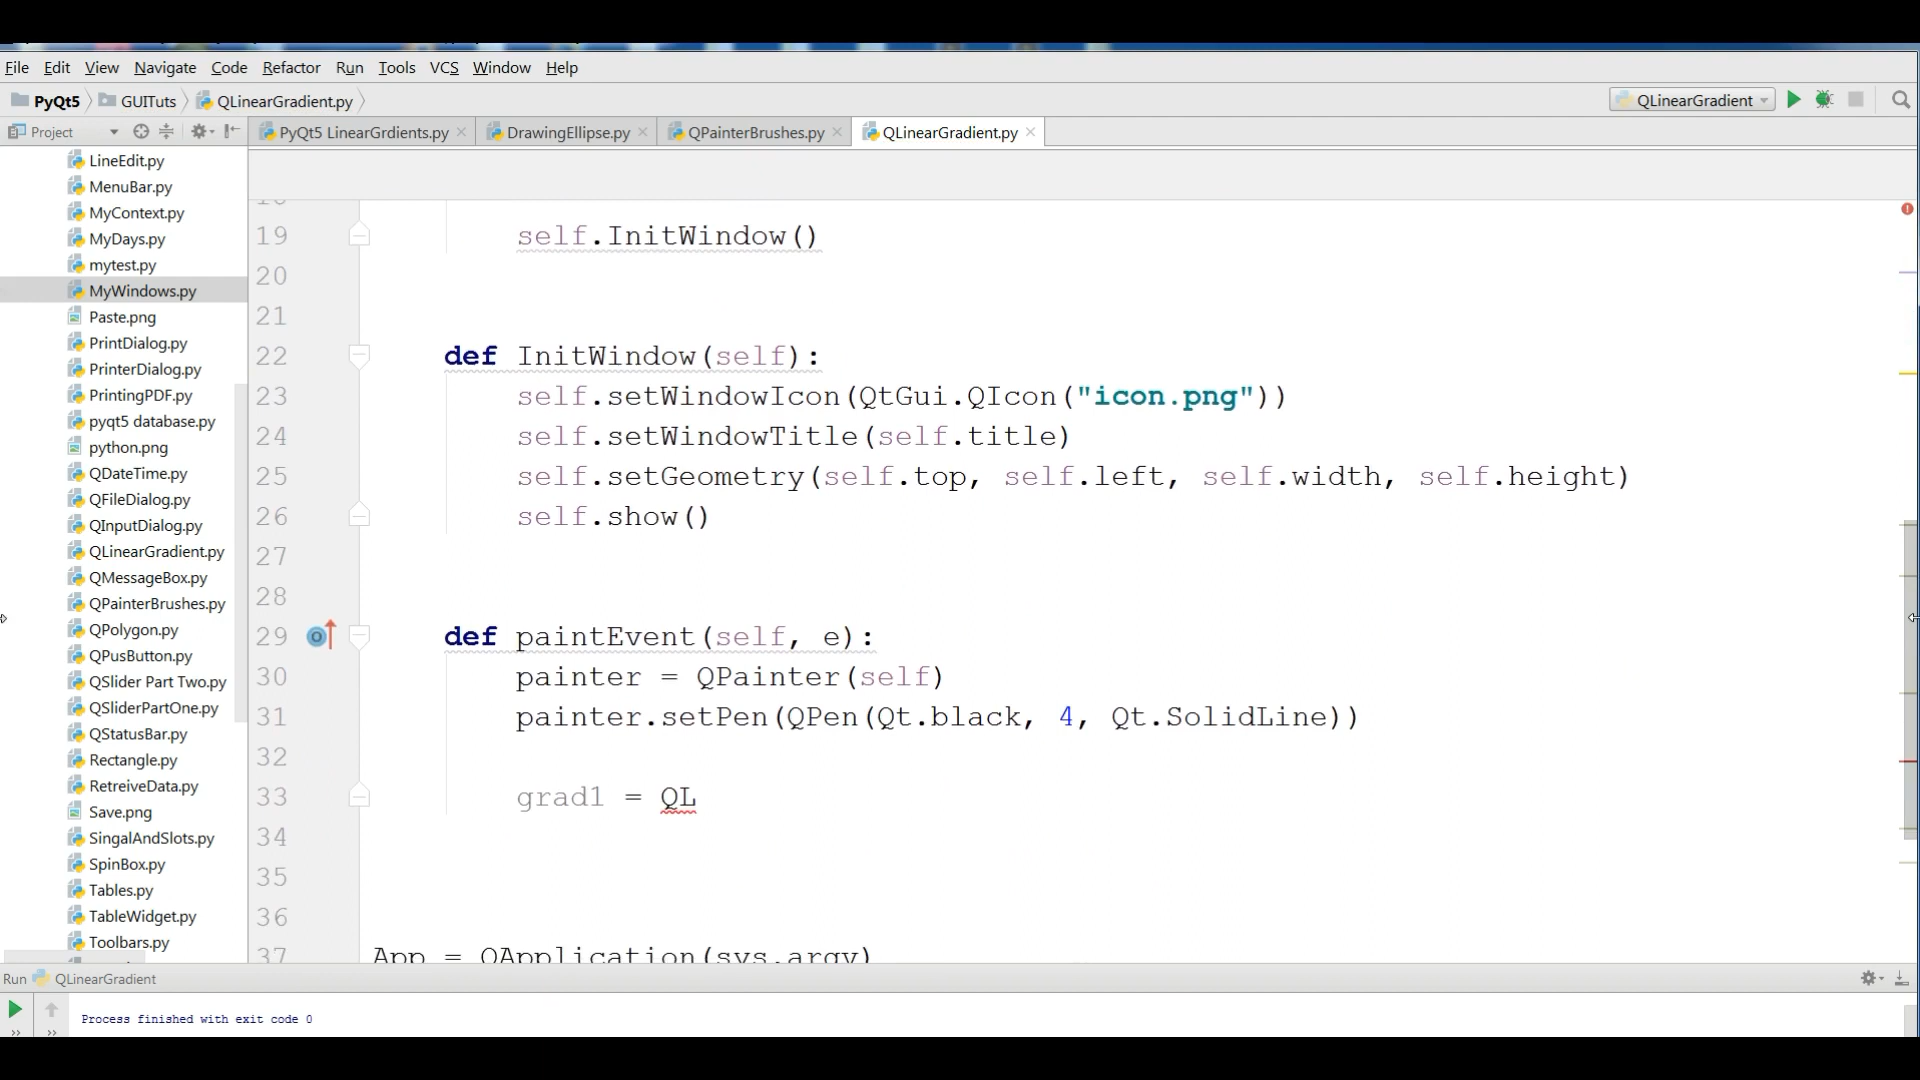 File Edit View Navigate Code Refactor Run Tools VCS Window Help
PyQt5 GUITuts QLinearGradient.py QLinearGradient
Project PyQt5 LinearGrdients.py DrawingEllipse.py QPainterBrushes.py QLinearGradient.py
LineEdit.py
MenuBar.py
MyContext.py
MyDays.py
mytest.py
MyWindows.py
Paste.png
PrintDialog.py
PrinterDialog.py
PrintingPDF.py
pyqt5 database.py
python.png
QDateTime.py
QFileDialog.py
QInputDialog.py
QLinearGradient.py
QMessageBox.py
QPainterBrushes.py
QPolygon.py
QPusButton.py
QSlider Part Two.py
QSliderPartOne.py
QStatusBar.py
Rectangle.py
RetreiveData.py
Save.png
SingalAndSlots.py
SpinBox.py
Tables.py
TableWidget.py
Toolbars.py
19 self.InitWindow()
20
21
22 def InitWindow(self):
23 self.setWindowIcon(QtGui.QIcon("icon.png"))
24 self.setWindowTitle(self.title)
25 self.setGeometry(self.top, self.left, self.width, self.height)
26 self.show()
27
28
29 def paintEvent(self, e):
30 painter = QPainter(self)
31 painter.setPen(QPen(Qt.black, 4, Qt.SolidLine))
32
33 grad1 = QL
34
35
36
37 App = QApplication(sys.argv)
Run QLinearGradient
Process finished with exit code 0